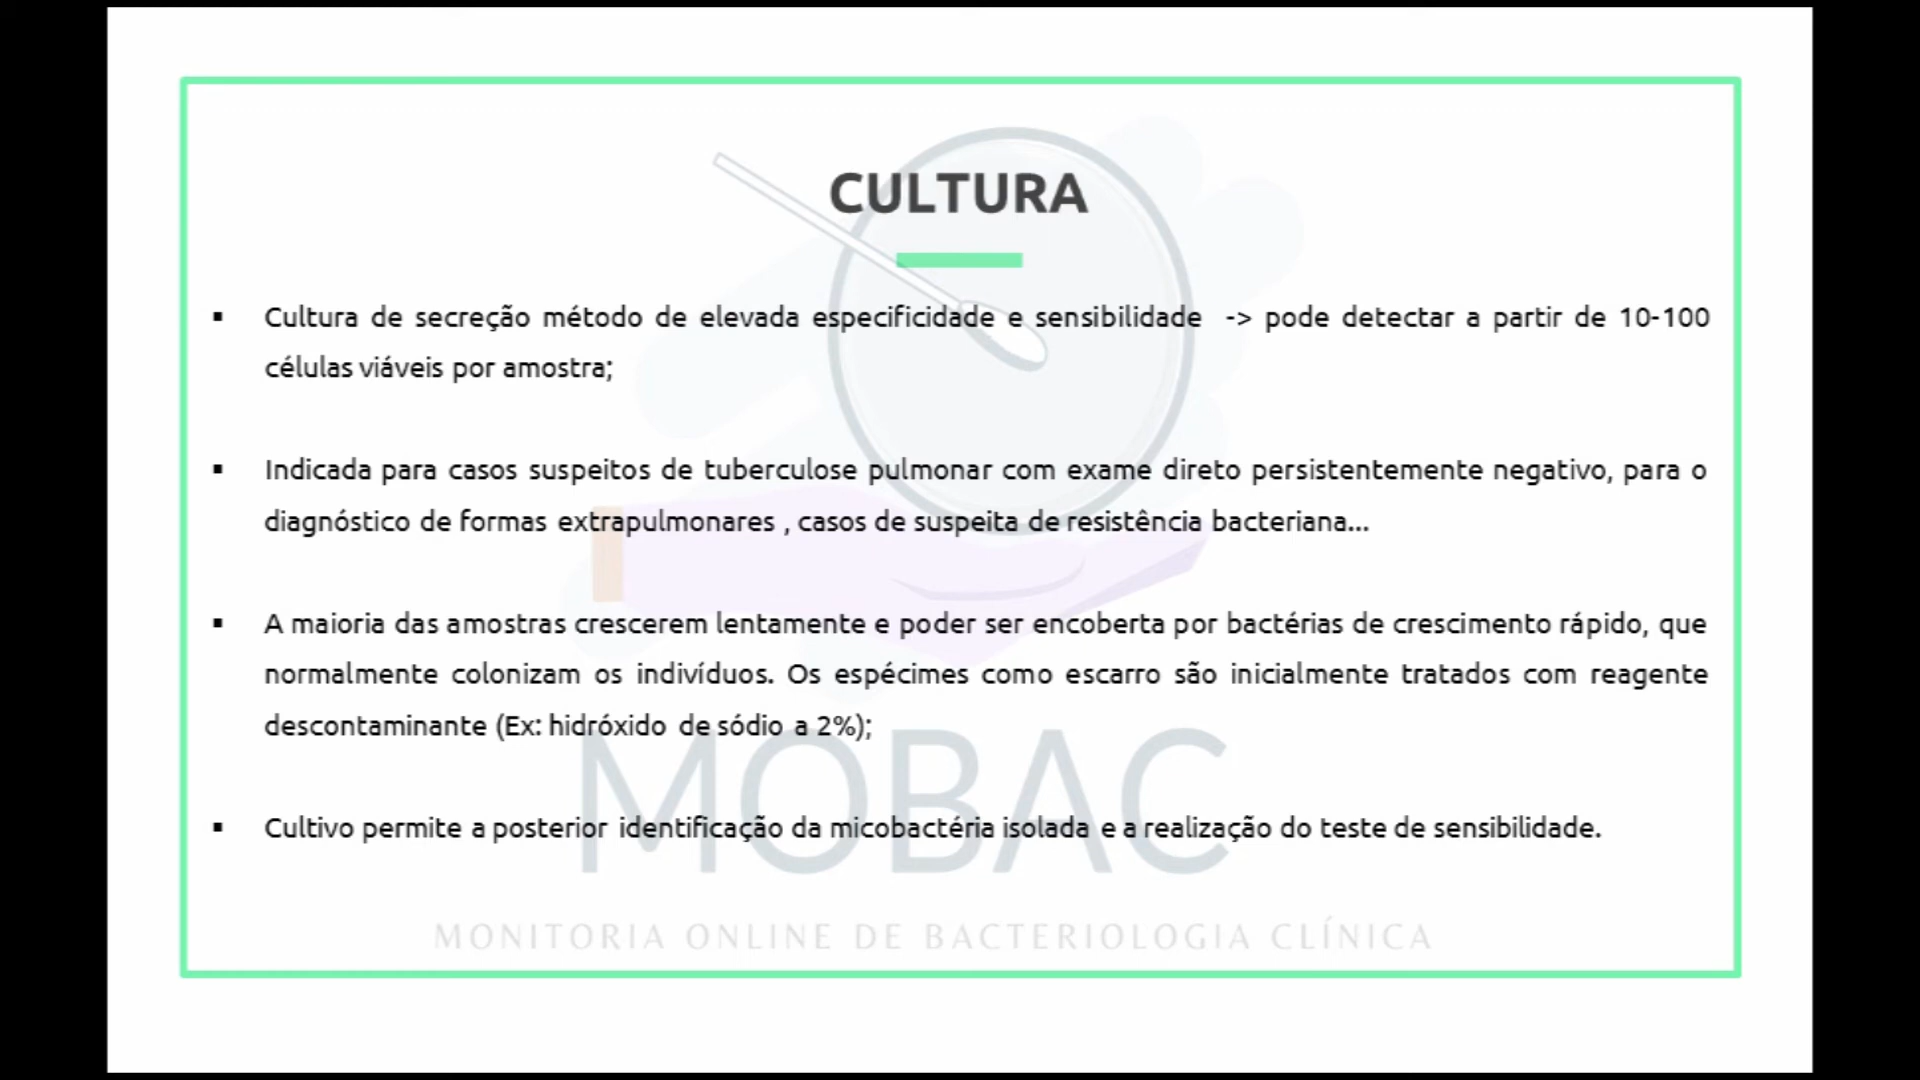 CULTURA
▪ Cultura de secreção método de elevada especificidade e sensibilidade -> pode detectar a partir de 10-100
células viáveis por amostra;
▪ Indicada para casos suspeitos de tuberculose pulmonar com exame direto persistentemente negativo, para o
diagnóstico de formas extrapulmonares , casos de suspeita de resistência bacteriana...
▪ A maioria das amostras crescerem lentamente e poder ser encoberta por bactérias de crescimento rápido, que
normalmente colonizam os indivíduos. Os espécimes como escarro são inicialmente tratados com reagente
descontaminante (Ex: hidróxido de sódio a 2%);
▪ Cultivo permite a posterior identificação da micobactéria isolada e a realização do teste de sensibilidade.
MOBAC
MONITORIA ONLINE DE BACTERIOLOGIA CLÍNICA